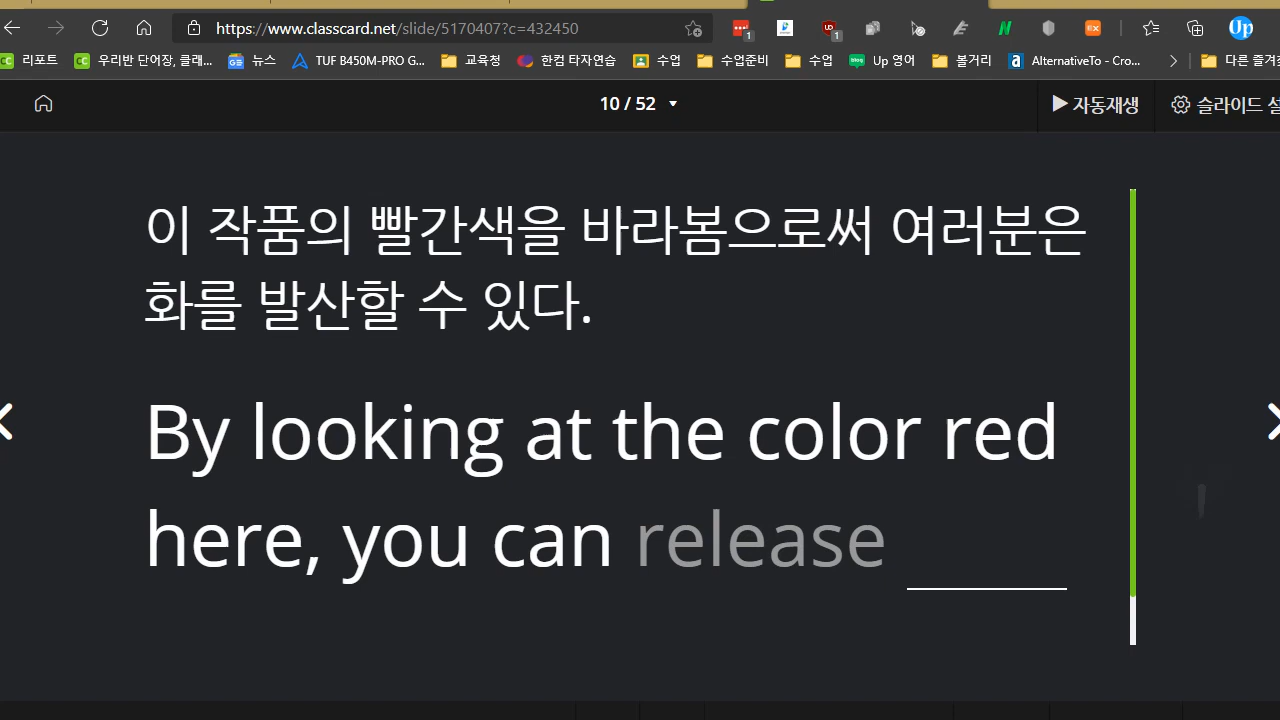 https://www.classcard.net/slide/5170407?c=432450
리포트 우리반 단어장, 클래... 뉴스 TUF B450M-PRO G... 교육청 한컴 타자연습 수업 수업준비 수업 Up 영어 볼거리 AlternativeTo - Cro... 다른 즐겨찾
10 / 52 자동재생 슬라이드 설
이 작품의 빨간색을 바라봄으로써 여러분은
화를 발산할 수 있다.
By looking at the color red
here, you can release